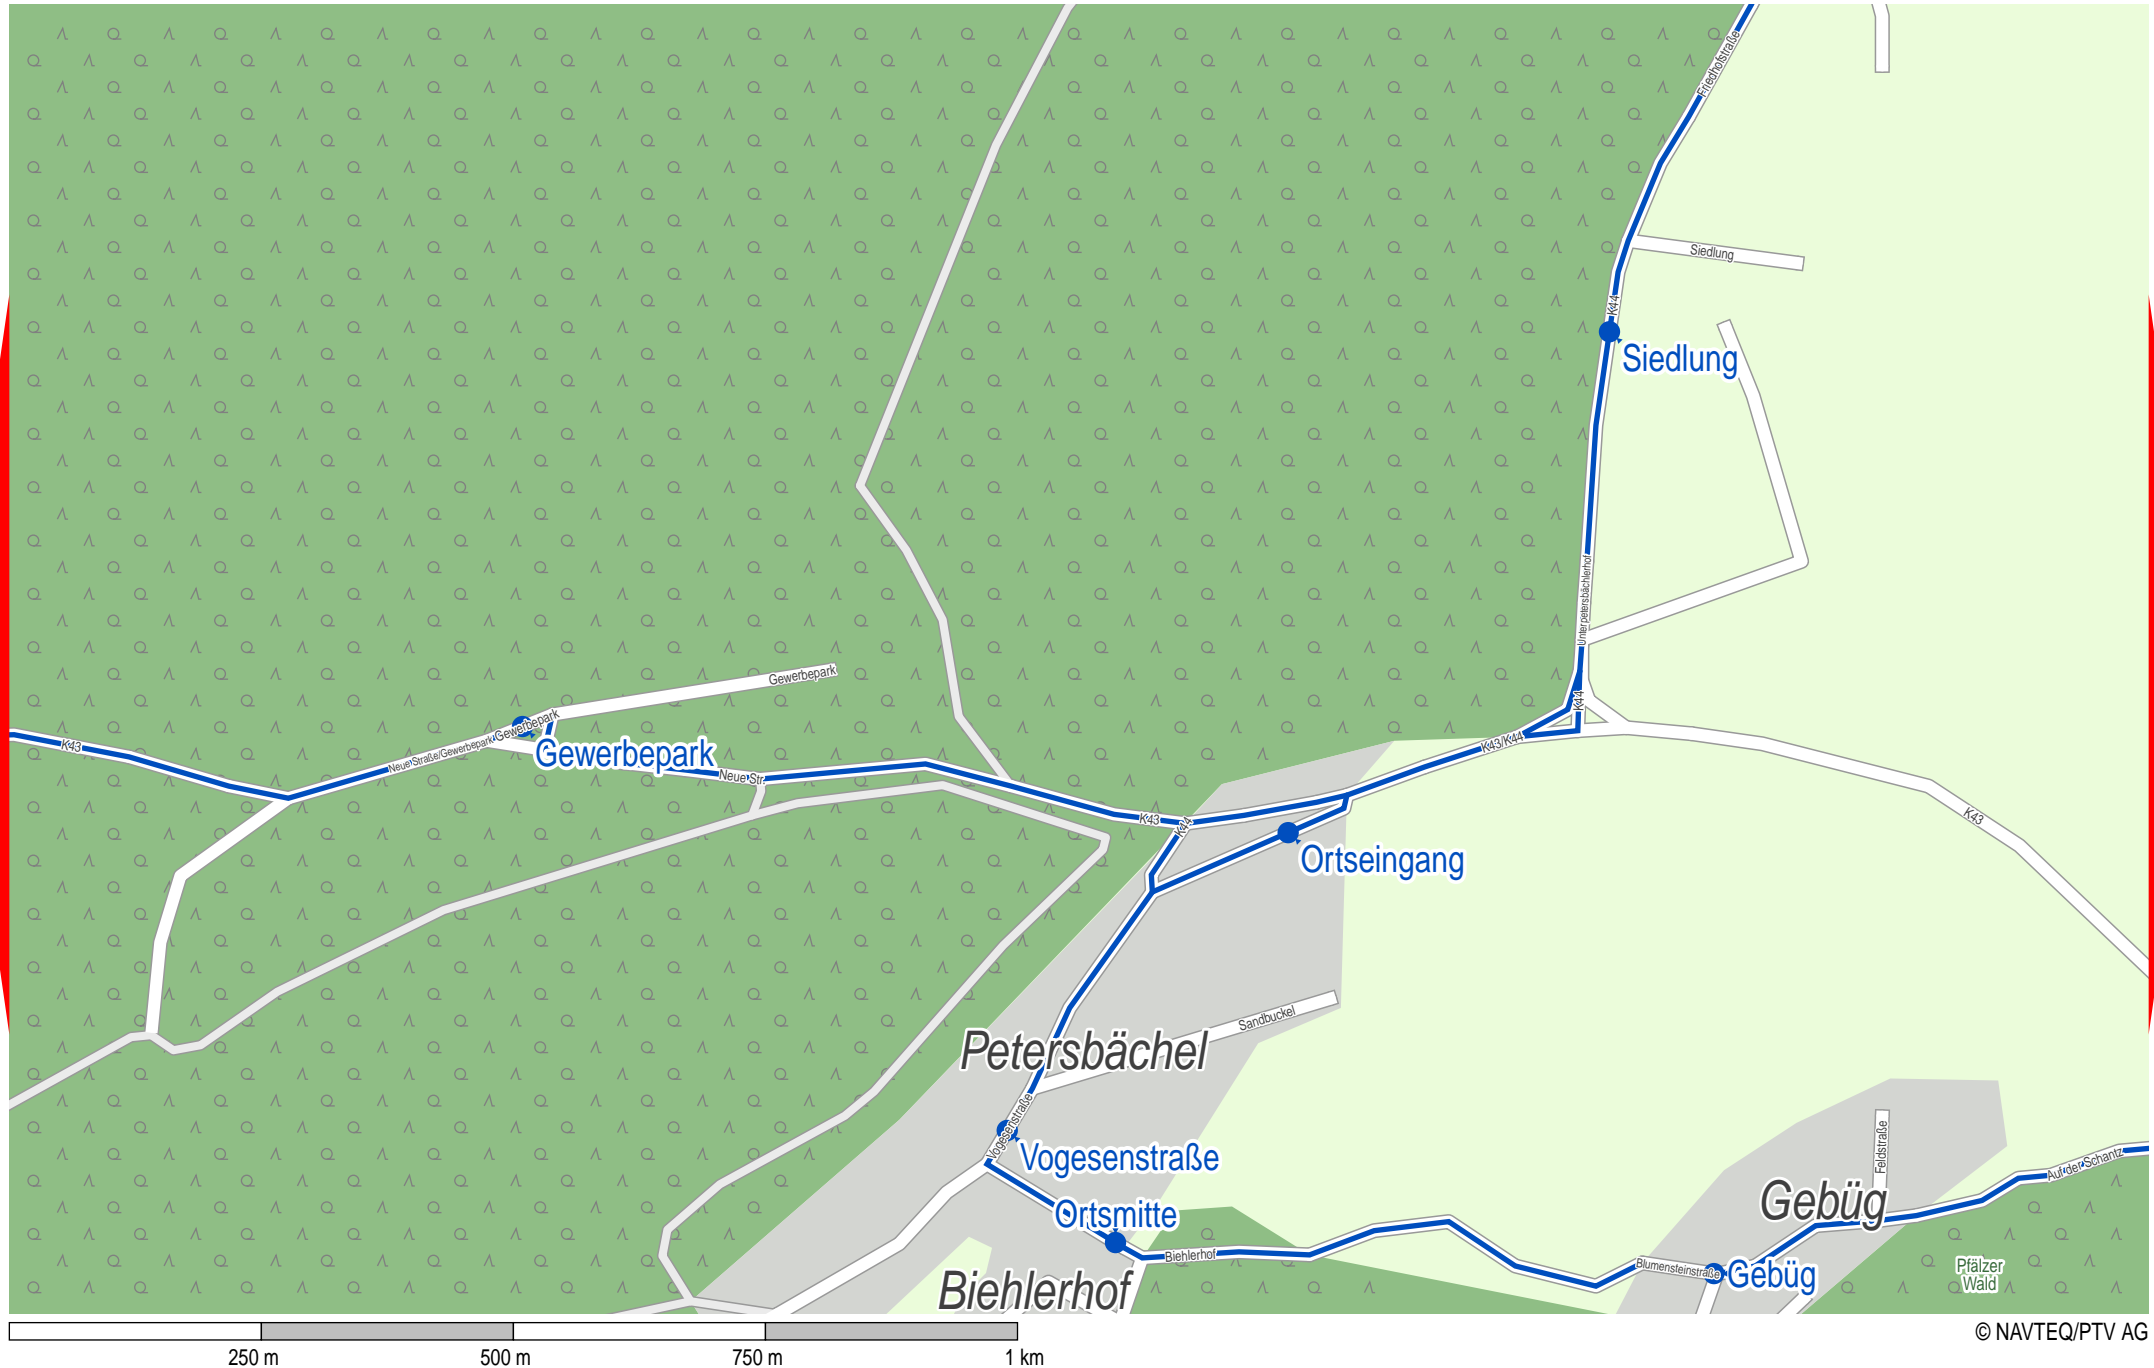 Friedhofstraße
Siedlung
K44
Siedlung
Unterpetersbächlerhof
Gewerbepark
K44
Gewerbepark
K43
Neue Straße/Gewerbepark
Gewerbepark
Neue Str.
K43/K44
K43
K44
K43
Ortseingang
Sandbuckel
Petersbächel
Vogesenstraße
Vogesenstraße
Feldstraße
Auf der Schantz
Gebüg
Ortsmitte
Biehlerhof
Blumensteinstraße
Gebüg
Pfälzer
Wald
Biehlerhof
© NAVTEQ/PTV AG
250 m
500 m
750 m
1 km